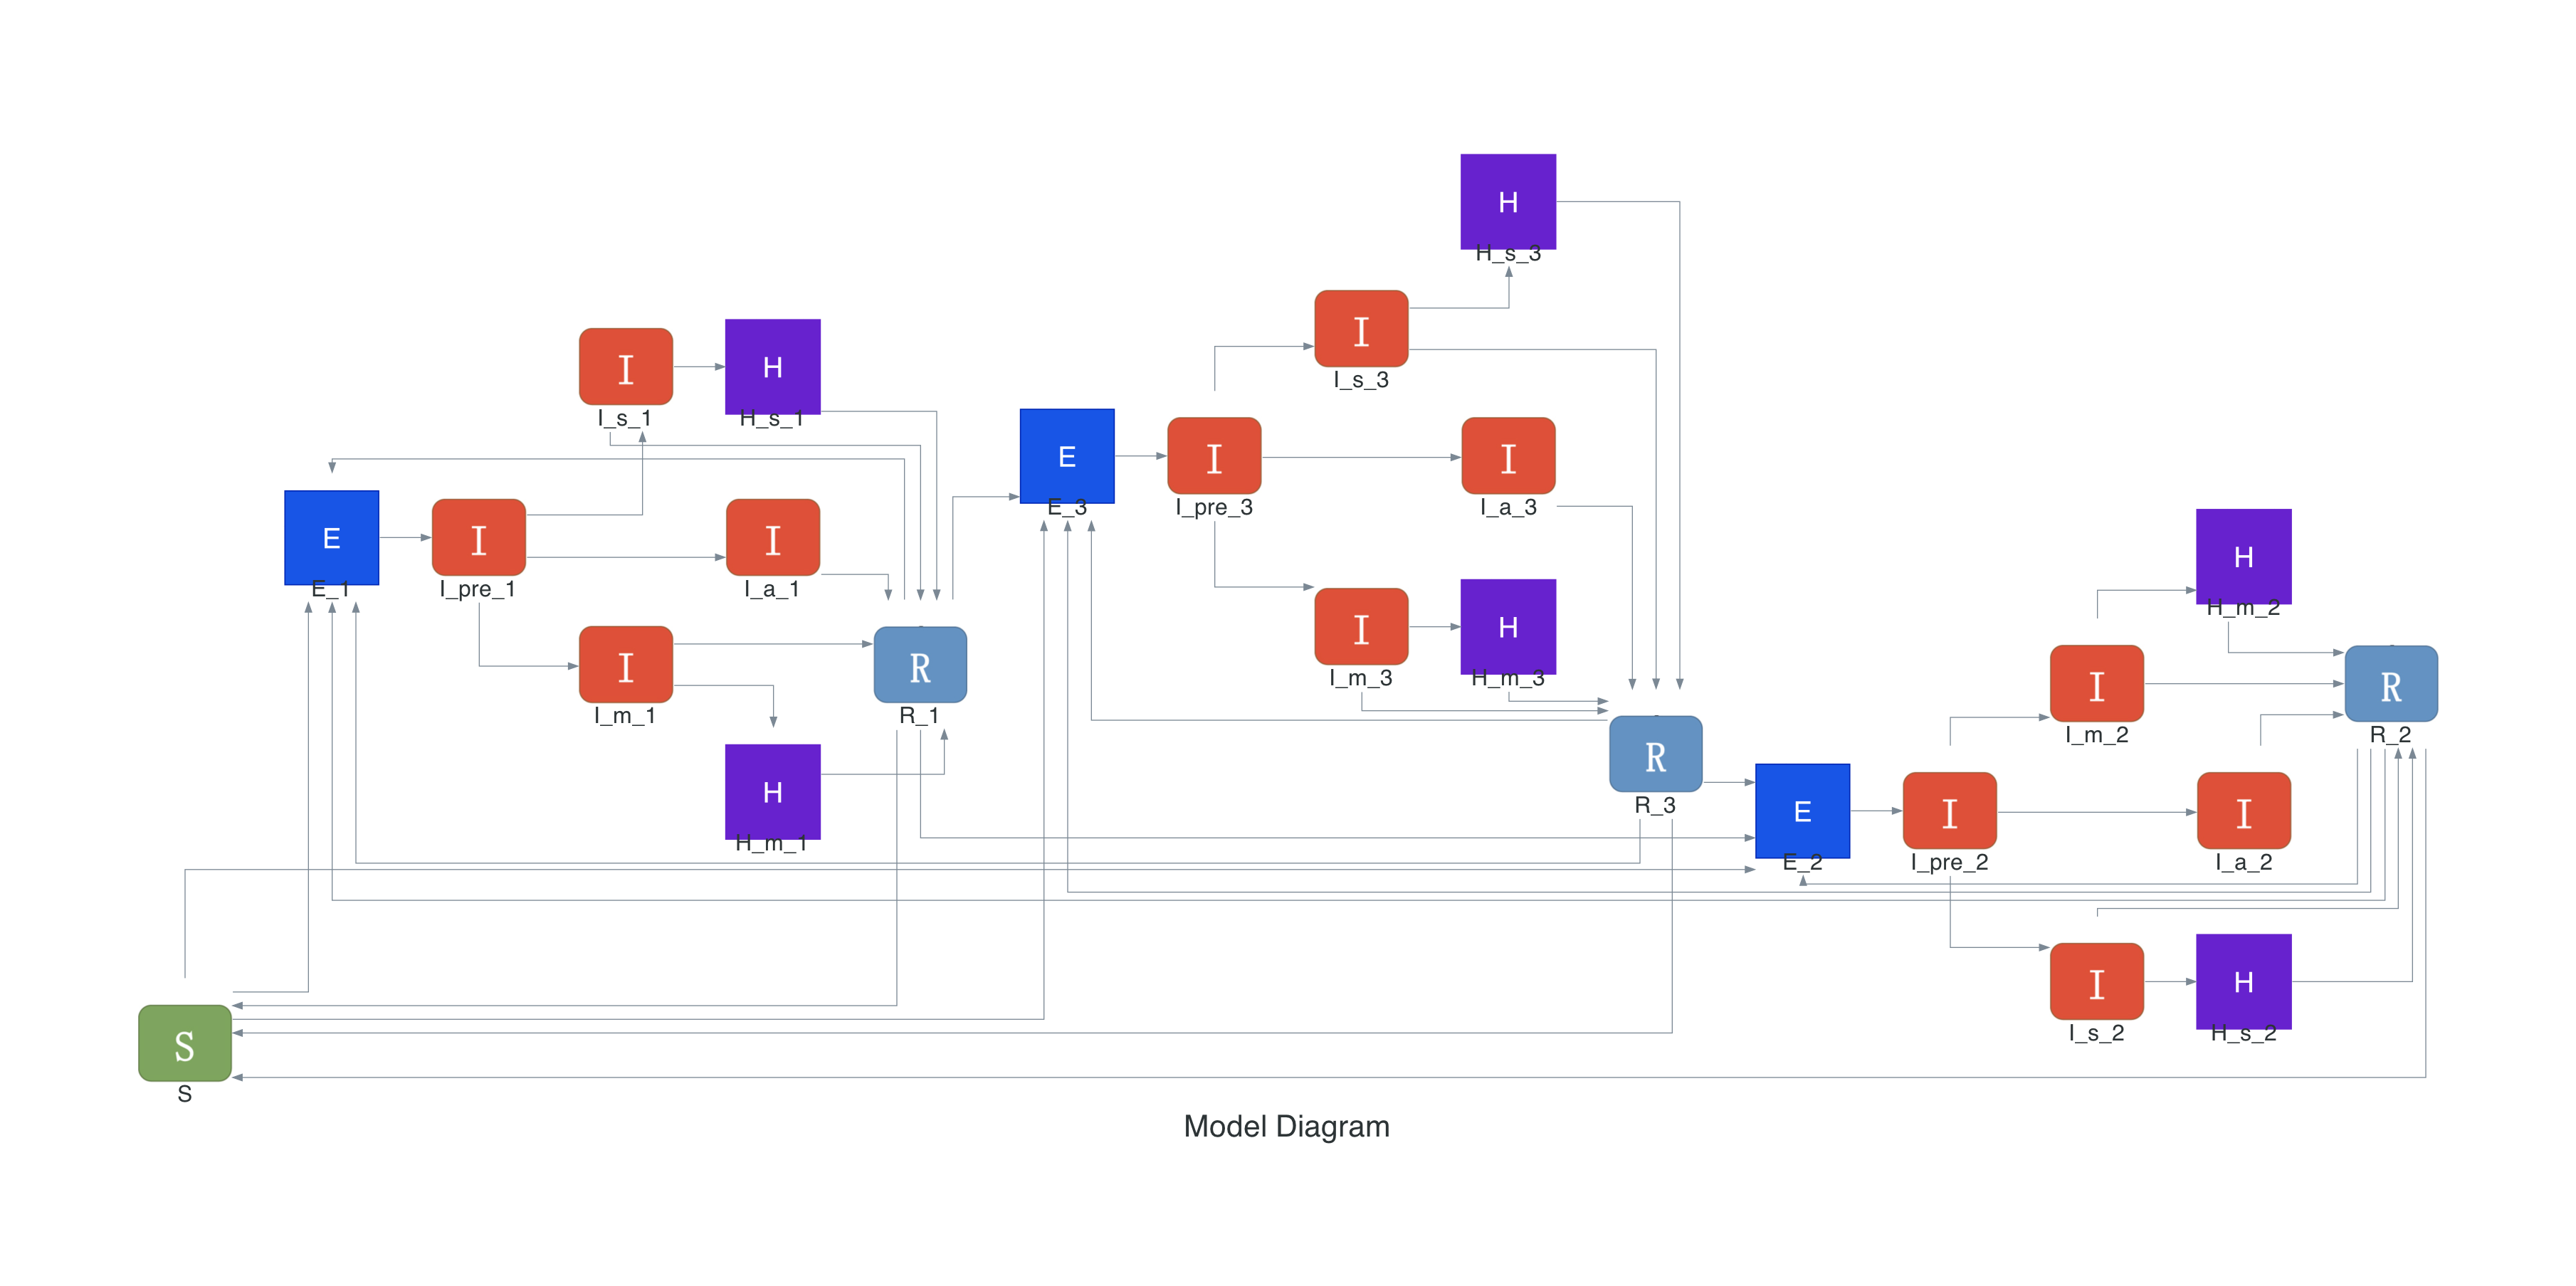 H
H_s_3
I
I_s_3
I
I_s_1
H
H_s_1
E
E_3
I
I_pre_3
I
I_a_3
E
E_1
I
I_pre_1
I
I_a_1
H
H_m_2
I
I_m_1
R
R_1
I
I_m_3
H
H_m_3
I
I_m_2
R
R_2
R
R_3
H
H_m_1
E
E_2
I
I_pre_2
I
I_a_2
I
I_s_2
H
H_s_2
S
S
Model Diagram